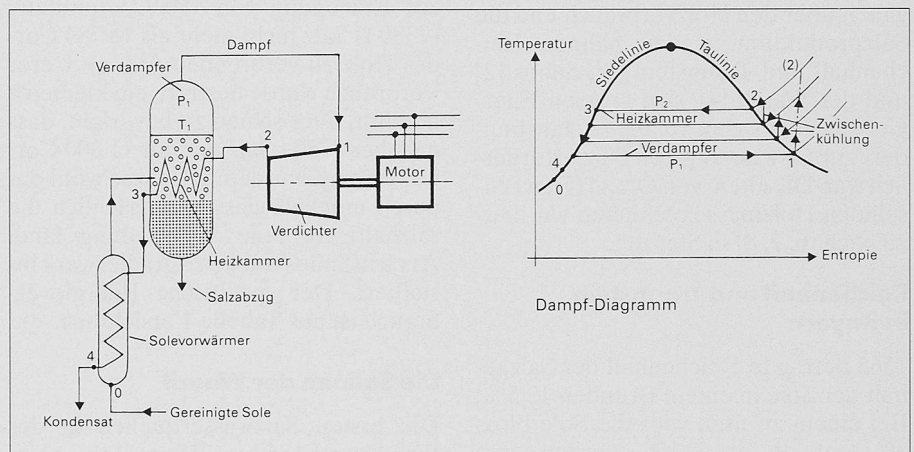 Dampf
Verdampfer
P₁
T₁
2
1
Motor
3
Verdichter
Heizkammer
Salzabzug
Solevorwärmer
4
0
Kondensat
Gereinigte Sole
Temperatur
Siedelinie
Taulinie
(2)
3
P₂
2
Heizkammer
Zwischen-
kühlung
4
Verdampfer
P₁
1
0
Entropie
Dampf-Diagramm